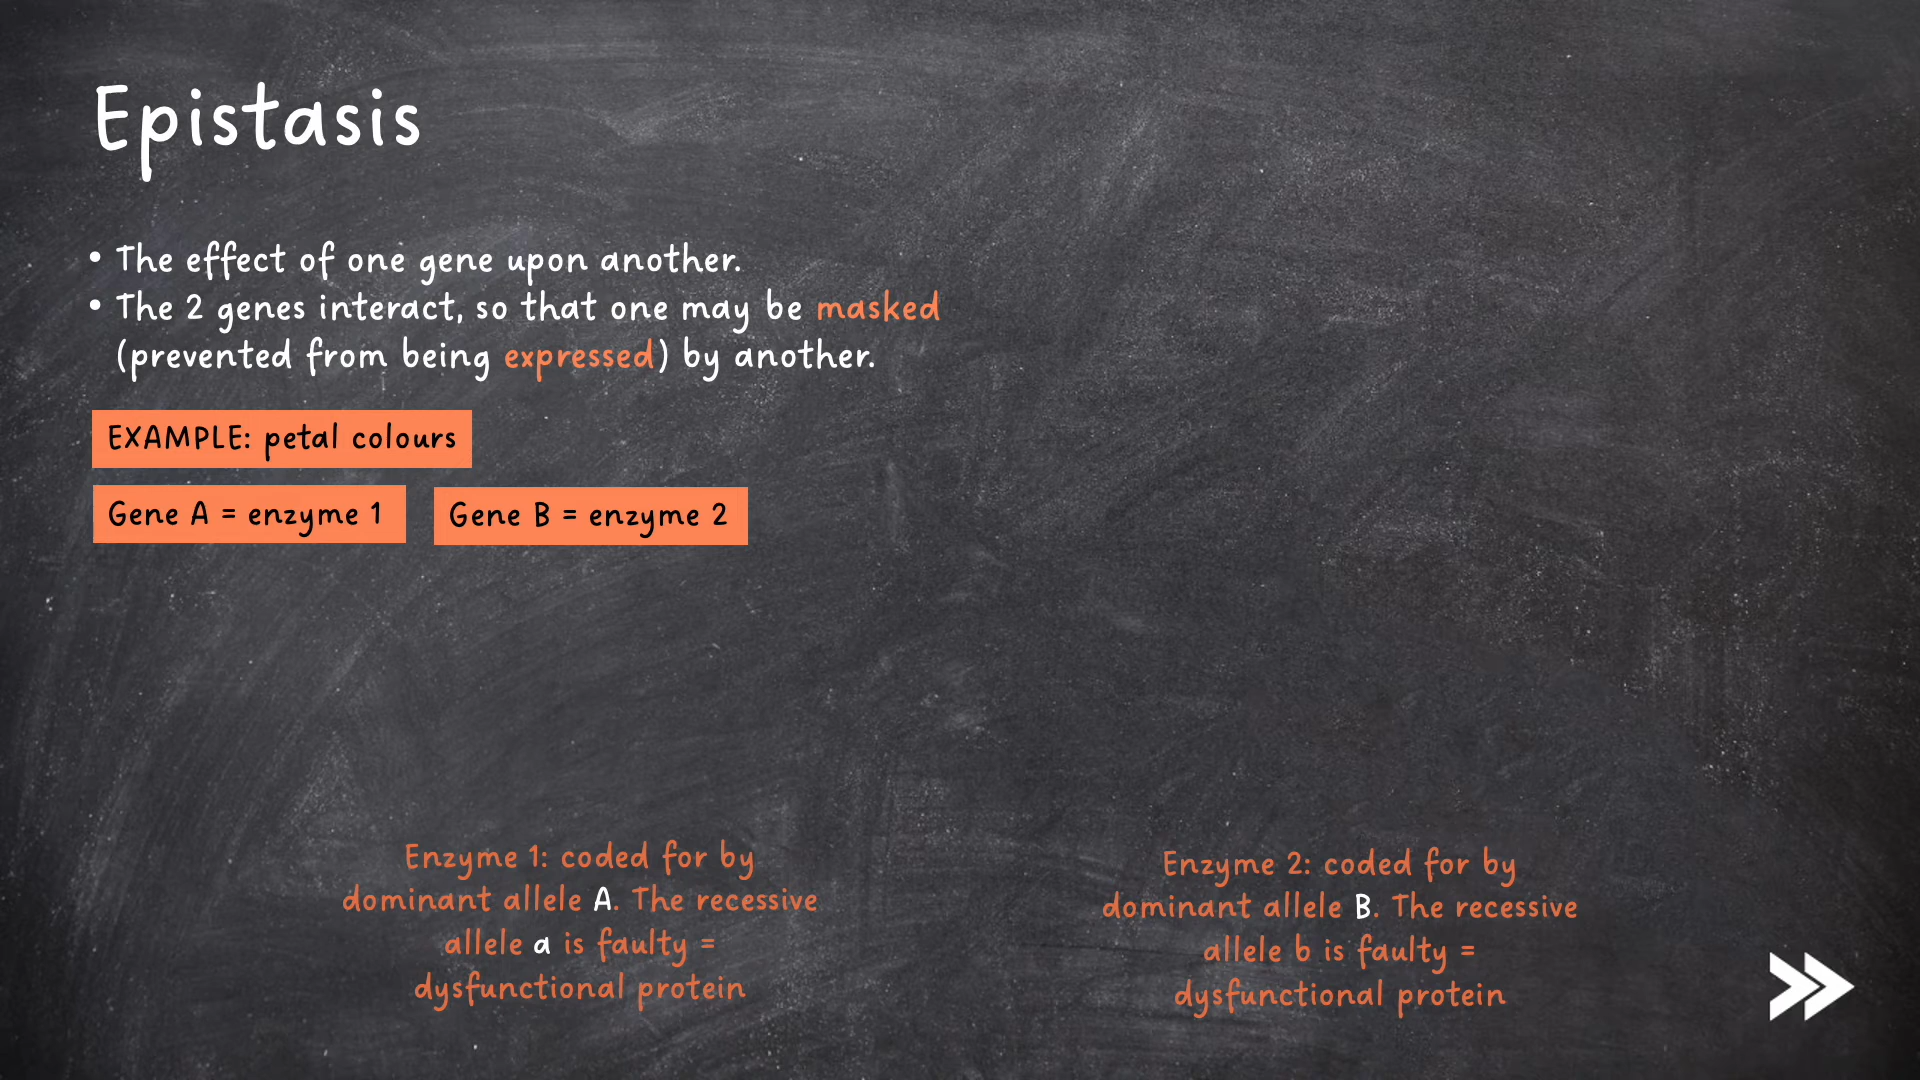 Epistasis
• The effect of one gene upon another.
• The 2 genes interact, so that one may be masked
(prevented from being expressed) by another.
EXAMPLE: petal colours
Gene A = enzyme 1
Gene B = enzyme 2
Enzyme 1: coded for by
dominant allele A. The recessive
allele a is faulty =
dysfunctional protein
Enzyme 2: coded for by
dominant allele B. The recessive
allele b is faulty =
dysfunctional protein